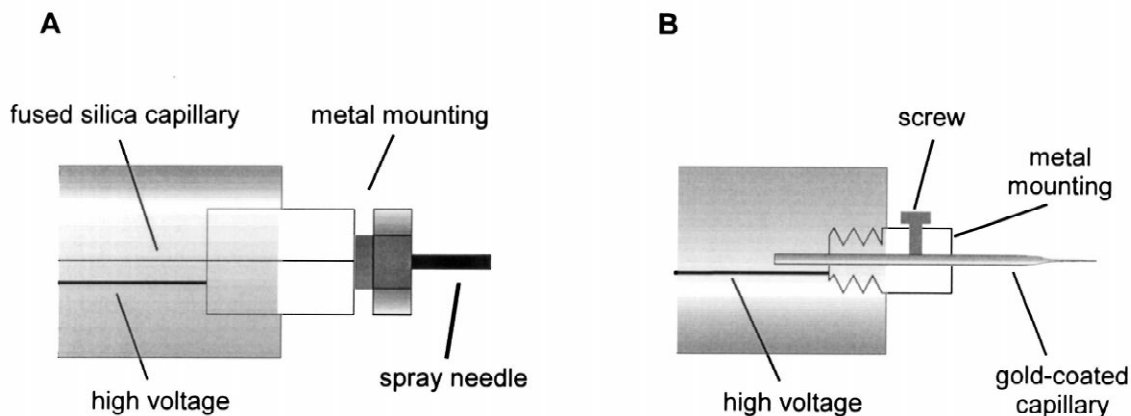 A
fused silica capillary
metal mounting
high voltage
spray needle
B
screw
metal
mounting
high voltage
gold-coated
capillary